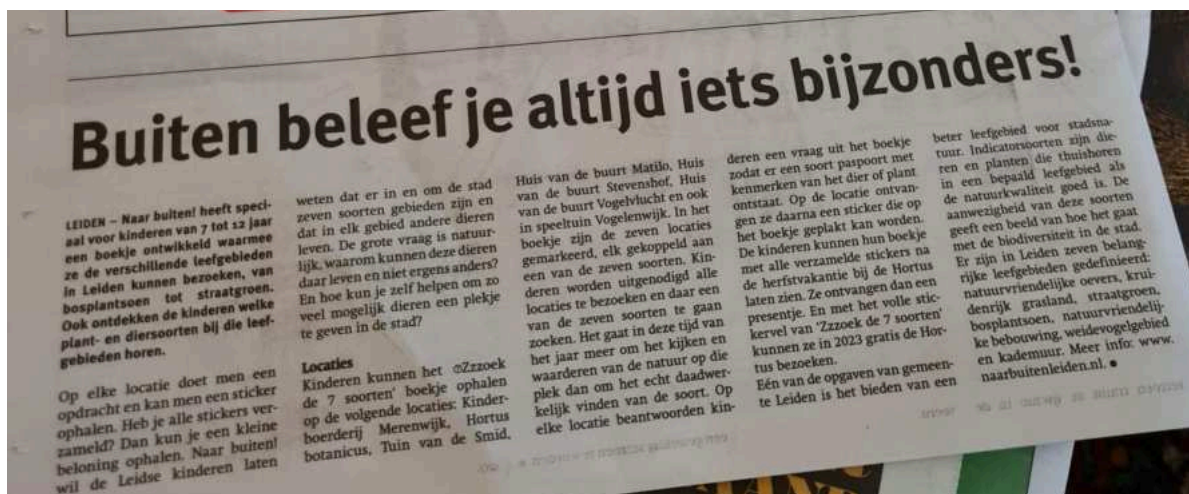 Buiten beleef je altijd iets bijzonders!
LEIDEN – Naar buiten! heeft speci-
aal voor kinderen van 7 tot 12 jaar
een boekje ontwikkeld waarmee
ze de verschillende leefgebieden
in Leiden kunnen bezoeken, van
bosplantsoen tot straatgroen.
Ook ontdekken de kinderen welke
plant- en diersoorten bij die leef-
gebieden horen.
Op elke locatie doet men een
opdracht en kan men een sticker
ophalen. Heb je alle stickers ver-
zameld? Dan kun je een kleine
beloning ophalen. Naar buiten!
wil de Leidse kinderen laten
weten dat er in en om de stad
zeven soorten gebieden zijn en
dat in elk gebied andere dieren
leven. De grote vraag is natuur-
lijk, waarom kunnen deze dieren
daar leven en niet ergens anders?
En hoe kun je zelf helpen om zo
veel mogelijk dieren een plekje
te geven in de stad?
Locaties
Kinderen kunnen het Zzzoek
de 7 soorten' boekje ophalen
op de volgende locaties: Kinder-
boerderij Merenwijk, Hortus
botanicus, Tuin van de Smid,
Huis van de buurt Matilo, Huis
van de buurt Stevenshof, Huis
van de buurt Vogelvlucht en ook
in speeltuin Vogelenwijk. In het
boekje zijn de zeven locaties
gemarkeerd, elk gekoppeld aan
een van de zeven soorten. Kin-
deren worden uitgenodigd alle
locaties te bezoeken en daar een
van de zeven soorten te gaan
zoeken. Het gaat in deze tijd van
het jaar meer om het kijken en
waarderen van de natuur op die
plek dan om het echt daadwer-
kelijk vinden van de soort. Op
elke locatie beantwoorden kin-
deren een vraag uit het boekje
zodat er een soort paspoort met
kenmerken van het dier of plant
ontstaat. Op de locatie ontvan-
gen ze daarna een sticker die op
het boekje geplakt kan worden.
De kinderen kunnen hun boekje
met alle verzamelde stickers na
de herfstvakantie bij de Hortus
laten zien. Ze ontvangen dan een
presentje. En met het volle stic-
kervel van 'Zzzoek de 7 soorten'
kunnen ze in 2023 gratis de Hor-
tus bezoeken.
Eén van de opgaven van gemeen-
te Leiden is het bieden van een
beter leefgebied voor stadsna-
tuur. Indicatorsoorten zijn die-
ren en planten die thuishoren
in een bepaald leefgebied als
de natuurkwaliteit goed is. De
aanwezigheid van deze soorten
geeft een beeld van hoe het gaat
met de biodiversiteit in de stad.
Er zijn in Leiden zeven belang-
rijke leefgebieden gedefinieerd:
natuurvriendelijke oevers, krui-
denrijk grasland, straatgroen,
bosplantsoen, natuurvriendelij-
ke bebouwing, weidevogelgebied
en kademuur. Meer info: www.
naarbuitenleiden.nl.